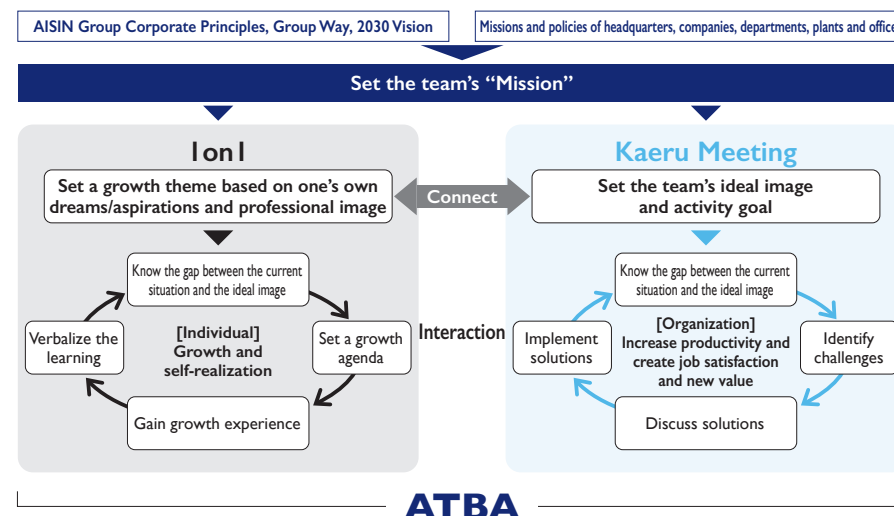 AISIN Group Corporate Principles, Group Way, 2030 Vision
Missions and policies of headquarters, companies, departments, plants and office
Set the team's “Mission”
1on1
Set a growth theme based on one's own
dreams/aspirations and professional image
Connect
Kaeru Meeting
Set the team's ideal image
and activity goal
Know the gap between the current
situation and the ideal image
Verbalize the
learning
[Individual]
Growth and
self-realization
Set a growth
agenda
Gain growth experience
Interaction
Know the gap between the current
situation and the ideal image
Implement
solutions
[Organization]
Increase productivity and
create job satisfaction
and new value
Identify
challenges
Discuss solutions
ATBA